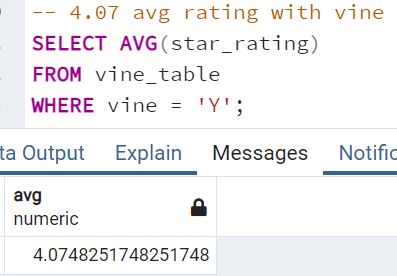 -- 4.07 avg rating with vine
SELECT AVG(star_rating)
FROM vine_table
WHERE vine = 'Y';
ta Output Explain Messages Notific
avg
numeric
4.0748251748251748